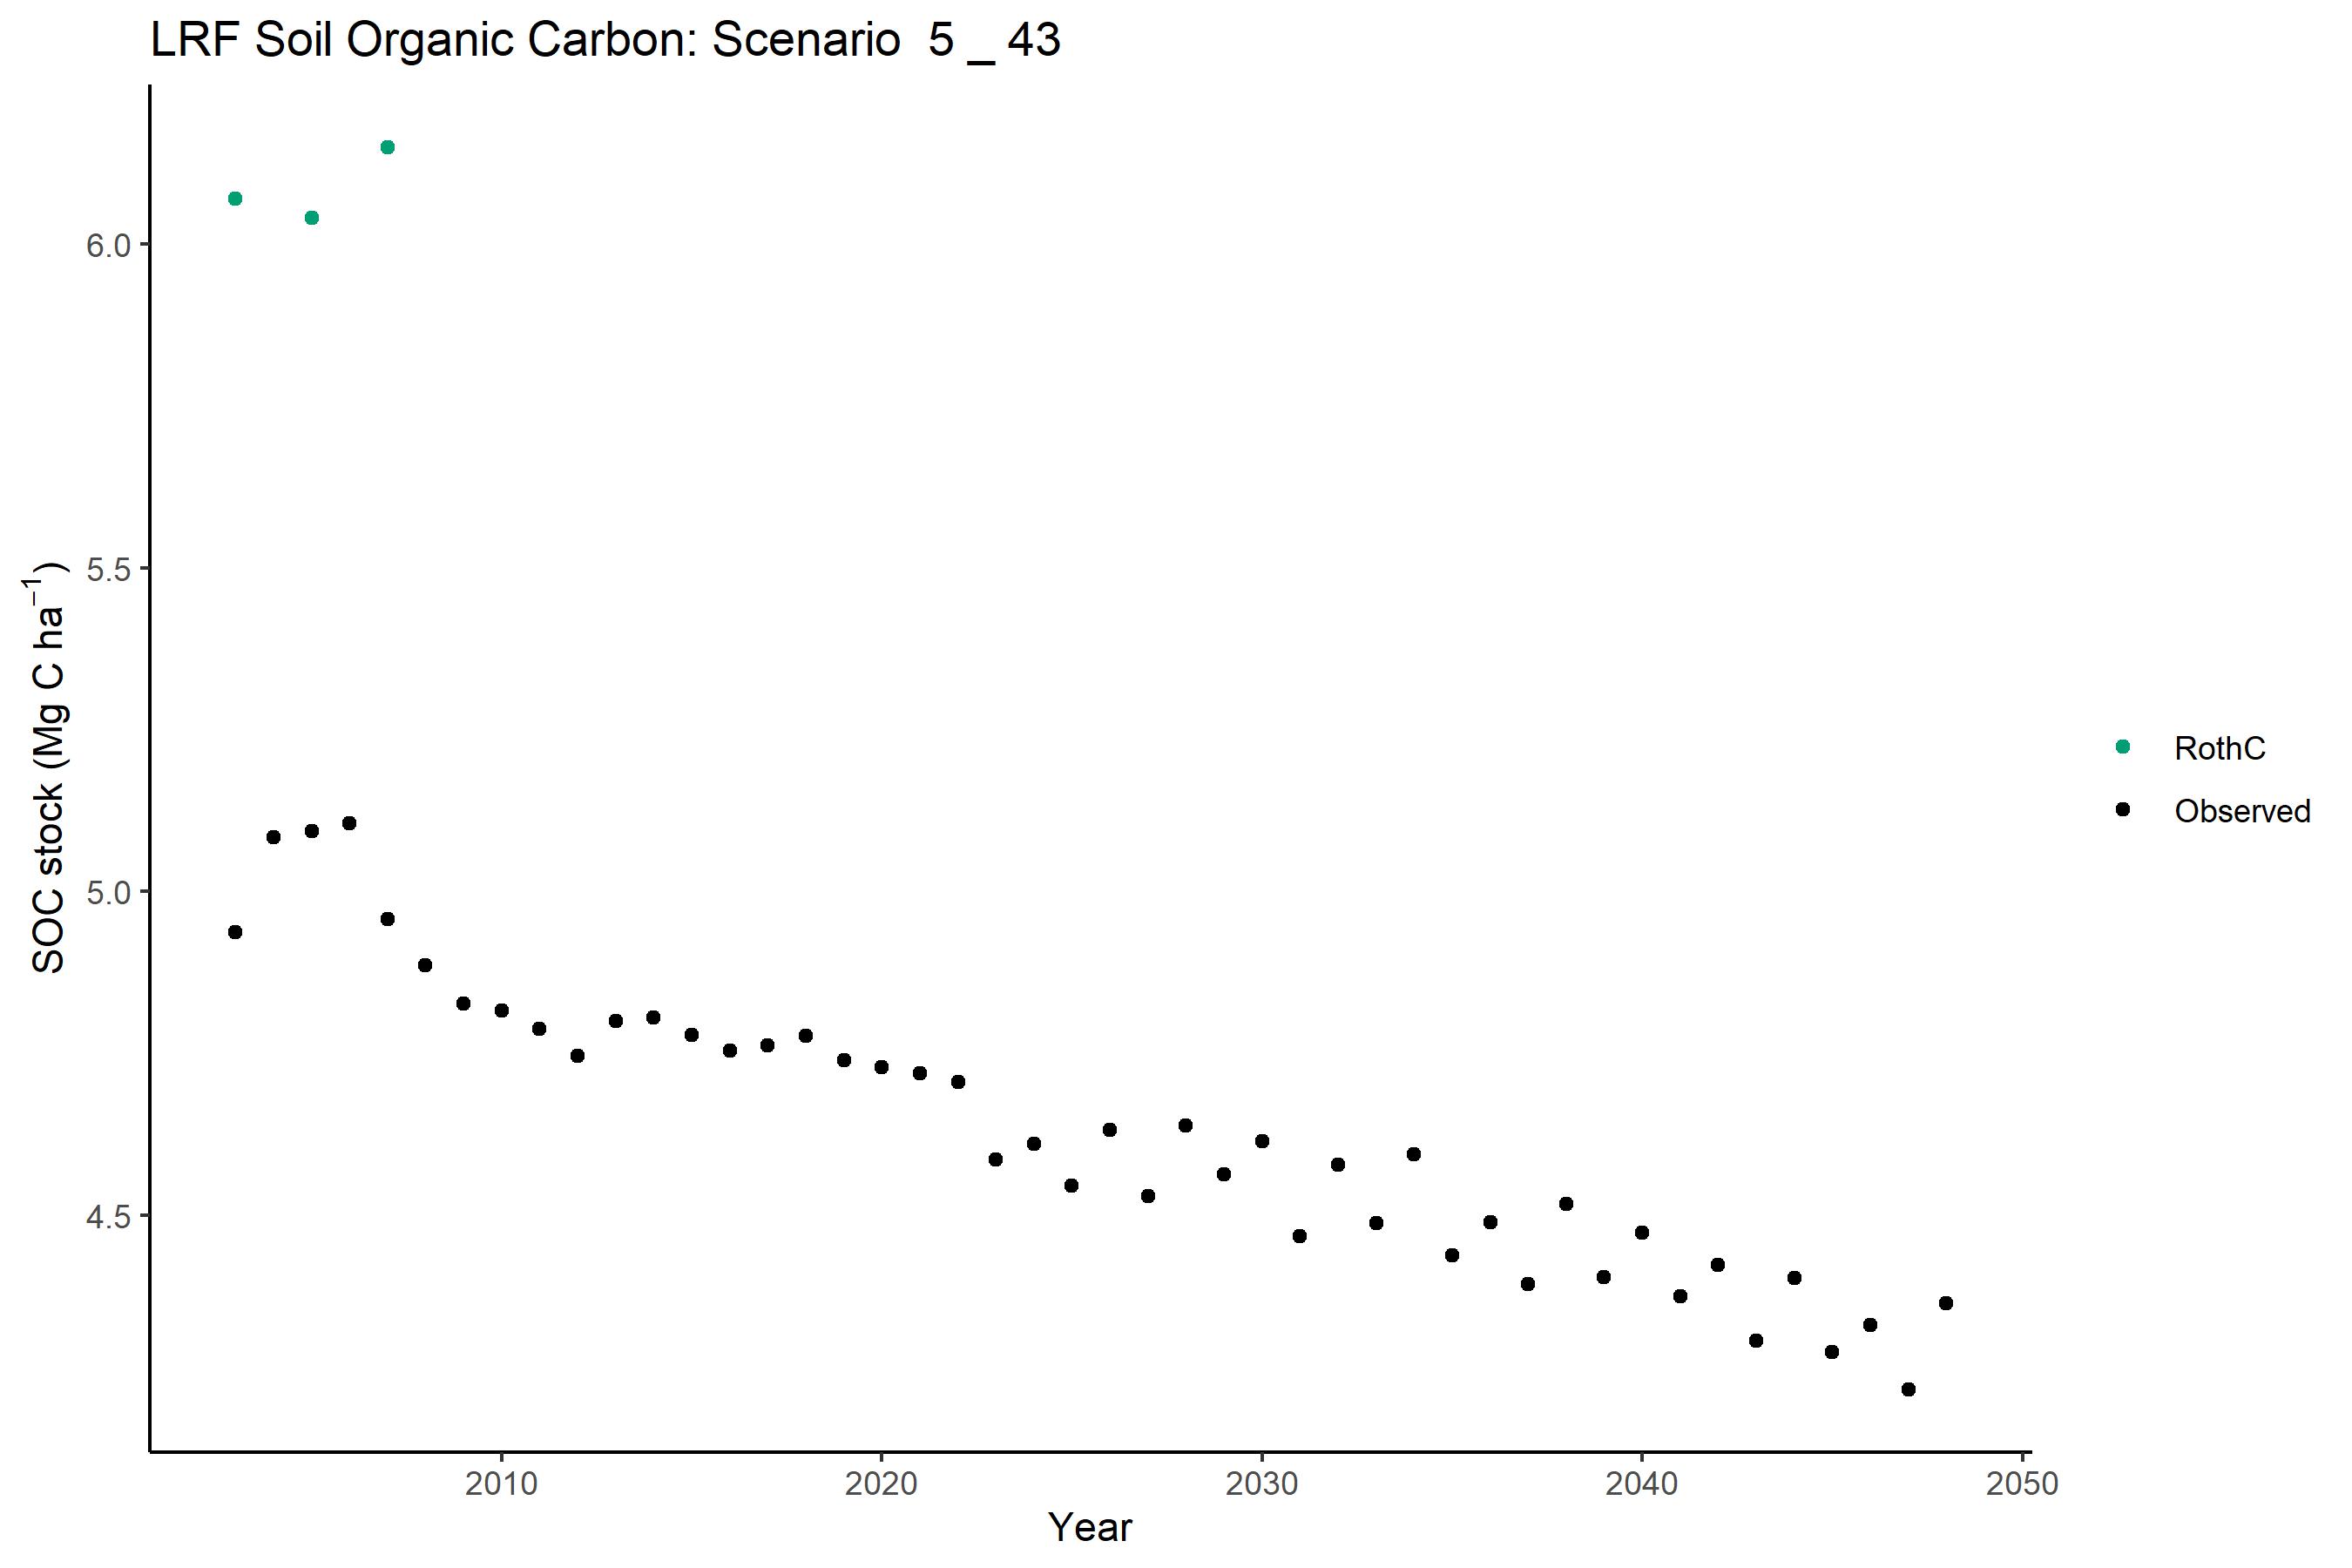 LRF Soil Organic Carbon: Scenario  5 _ 43
6.0
5.5
5.0
4.5
SOC stock (Mg C ha⁻¹)
2010 2020 2030 2040 2050
Year
RothC
Observed